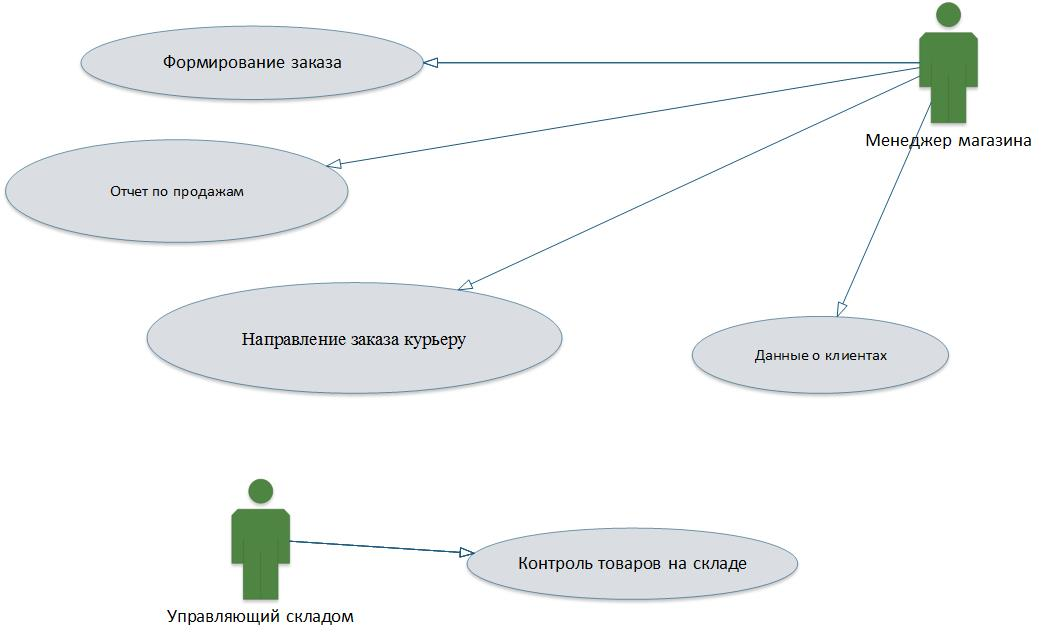 Формирование заказа
Менеджер магазина
Отчет по продажам
Направление заказа курьеру
Данные о клиентах
Контроль товаров на складе
Управляющий складом